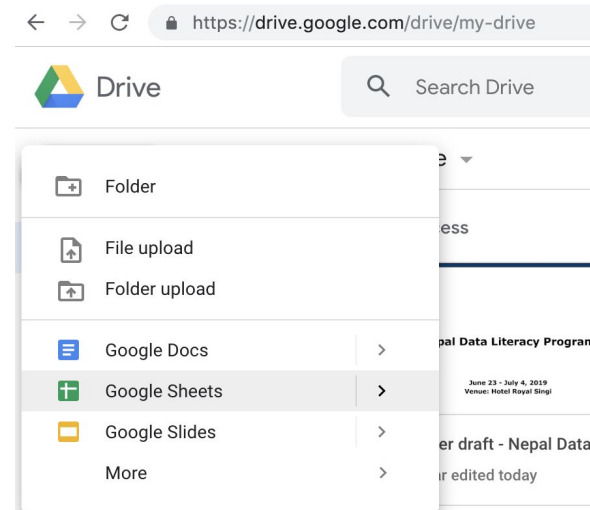 https://drive.google.com/drive/my-drive
Drive
Search Drive
e
Folder
ess
File upload
Folder upload
pal Data Literacy Program
June 23 - July 4, 2019
Venue: Hotel Royal Singi
Google Docs
Google Sheets
Google Slides
er draft - Nepal Data
More
r edited today